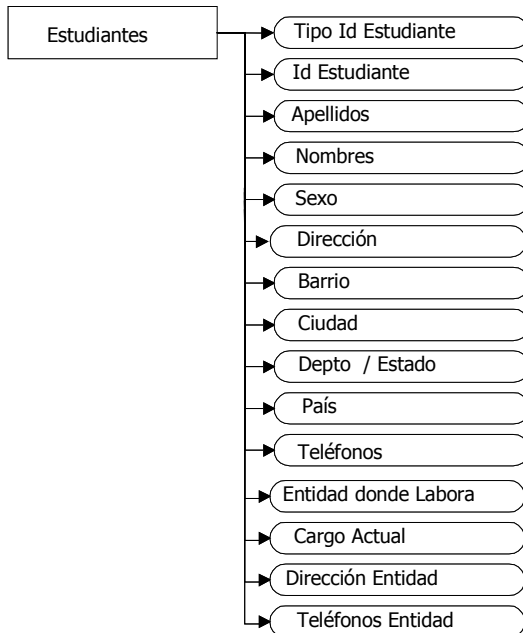 Estudiantes
Tipo Id Estudiante
Id Estudiante
Apellidos
Nombres
Sexo
Dirección
Barrio
Ciudad
Depto / Estado
País
Teléfonos
Entidad donde Labora
Cargo Actual
Dirección Entidad
Teléfonos Entidad